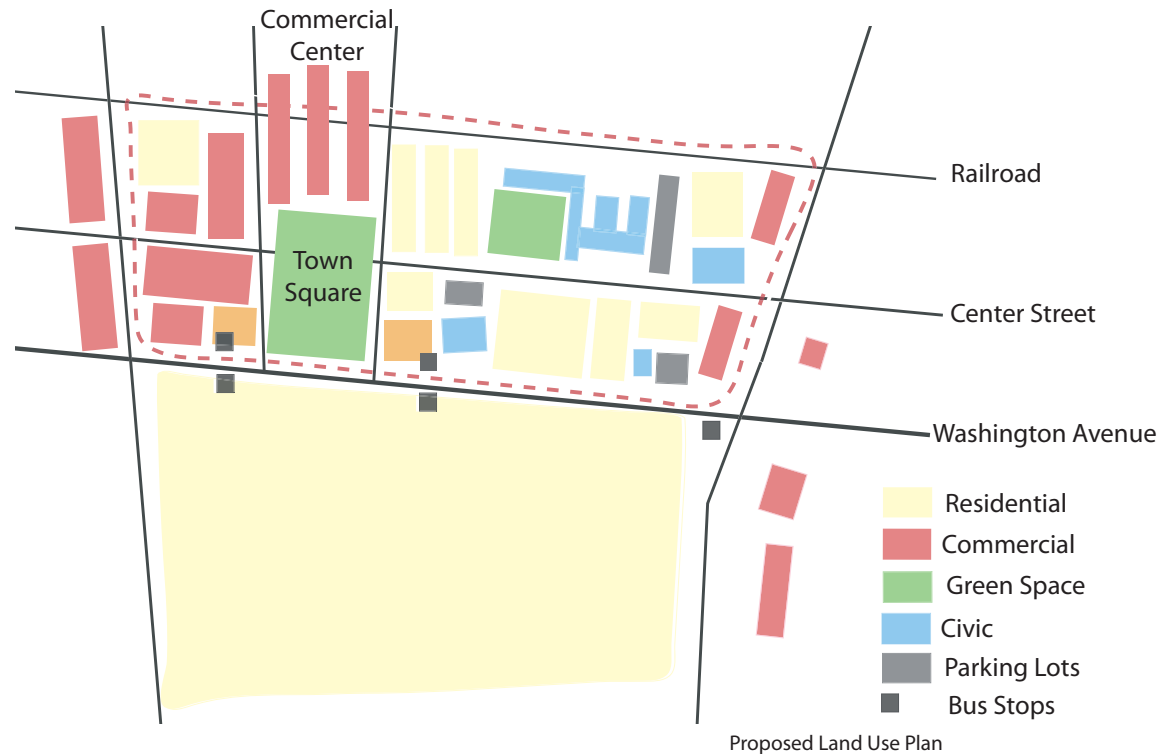 Commercial
Center
Railroad
Town
Square
Center Street
Washington Avenue
Residential
Commercial
Green Space
Civic
Parking Lots
Bus Stops
Proposed Land Use Plan